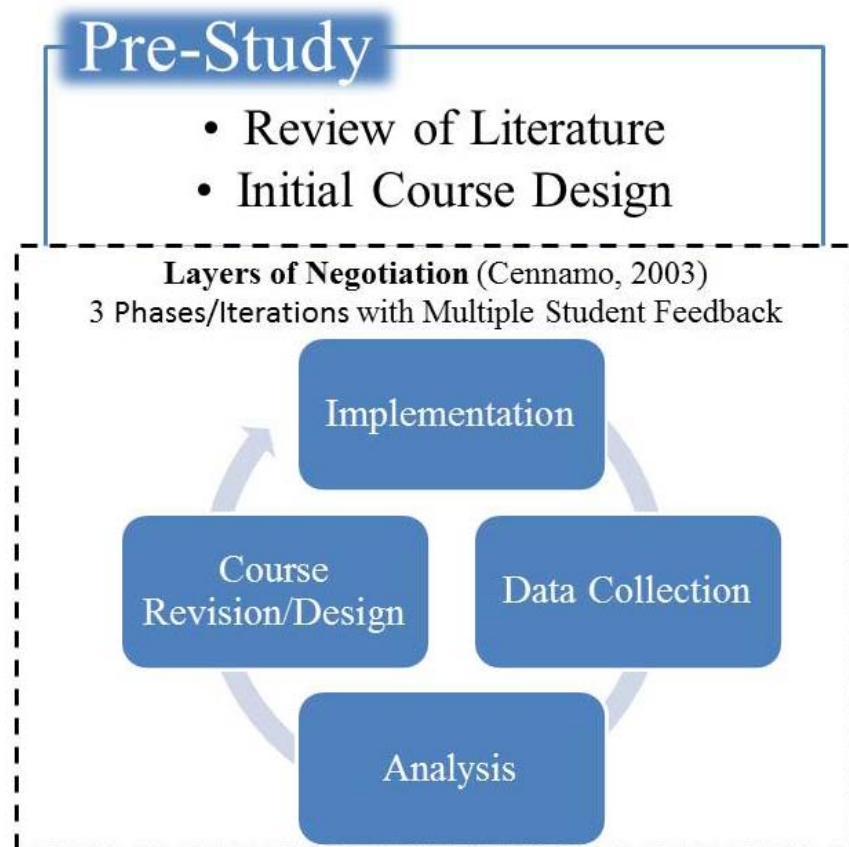 Pre-Study
• Review of Literature
• Initial Course Design
Layers of Negotiation (Cennamo, 2003)
3 Phases/Iterations with Multiple Student Feedback
Implementation
Course
Revision/Design
Data Collection
Analysis